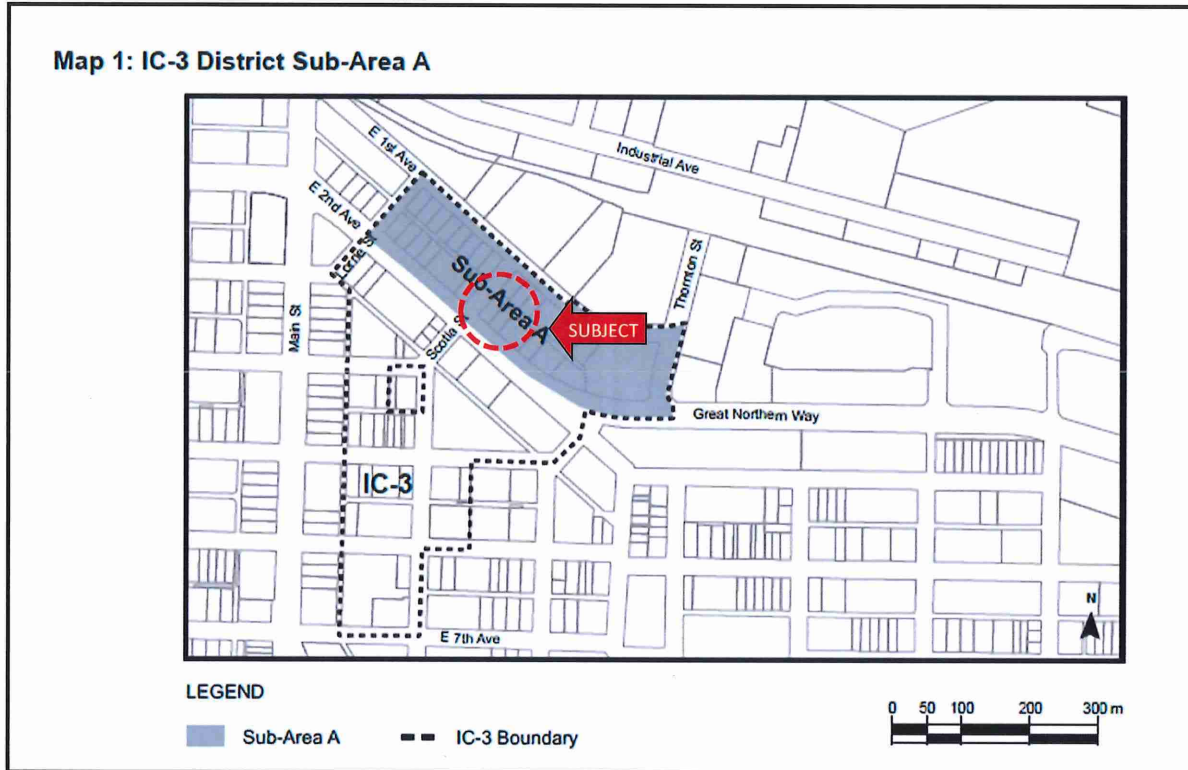 Map 1: IC-3 District Sub-Area A
E 1st Ave
Industrial Ave
E 2nd Ave
Lorne St
Thornton St
Sub-Area A
SUBJECT
Main St
Scotia St
Great Northern Way
IC-3
N
E 7th Ave
LEGEND
0 50 100 200 300 m
Sub-Area A
IC-3 Boundary